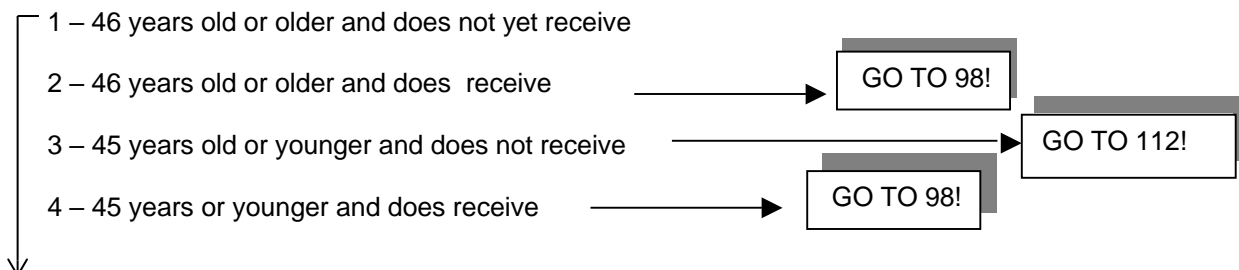 1 – 46 years old or older and does not yet receive
2 – 46 years old or older and does  receive
GO TO 98!
3 – 45 years old or younger and does not receive
GO TO 112!
4 – 45 years or younger and does receive
GO TO 98!